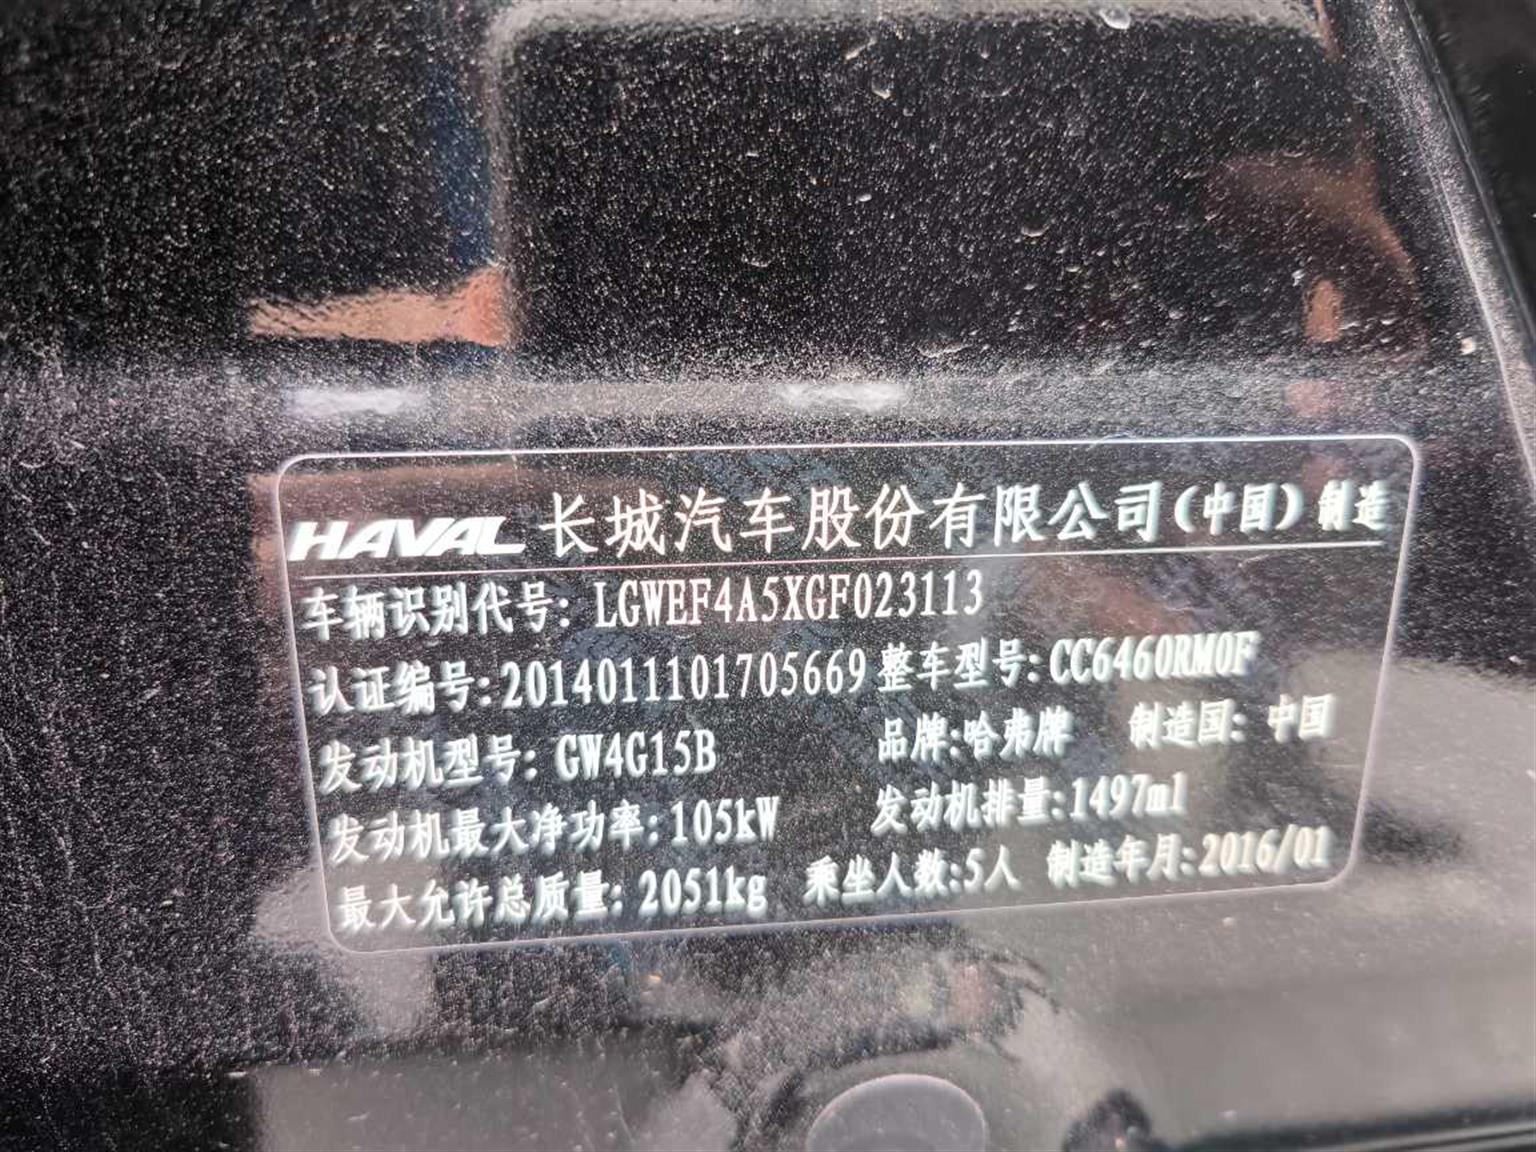 HAVAL 长城汽车股份有限公司(中国)制造
车辆识别代号: LGWEF4A5XGF023113
认证编号:2014011101705669 整车型号:CC6460RM0F
发动机型号: GW4G15B 品牌:哈弗牌 制造国: 中国
发动机最大净功率:105kW 发动机排量:1497ml
最大允许总质量: 2051kg 乘坐人数:5人 制造年月:2016/01